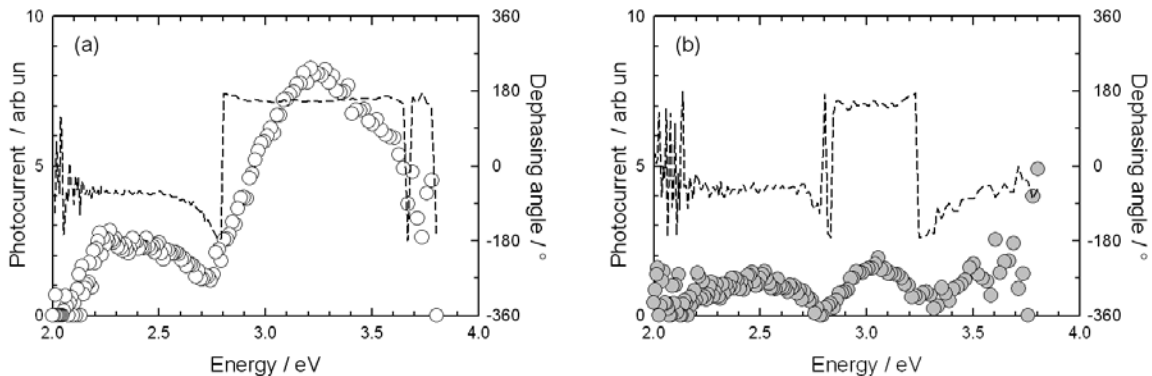 10
5
0
Photocurrent / arb un
(a)
360
180
0
-180
-360
Dephasing angle / °
2.0 2.5 3.0 3.5 4.0
Energy / eV
10
5
0
Photocurrent / arb un
(b)
360
180
0
-180
-360
Dephasing angle / °
2.0 2.5 3.0 3.5 4.0
Energy / eV